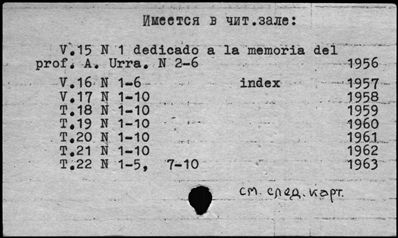 Имеется в чит.зале:
V.15 N 1 dedicado a la memoria del
prof. A. Urra. N 2-6 1956
V.16 N 1-6 index 1957
V.17 N 1-10 1958
T.18 N 1-10 1959
T.19 N 1-10 1960
T.20 N 1-10 1961
T.21 N 1-10 1962
T.22 N 1-5, 7-10 1963
см. след. карт.